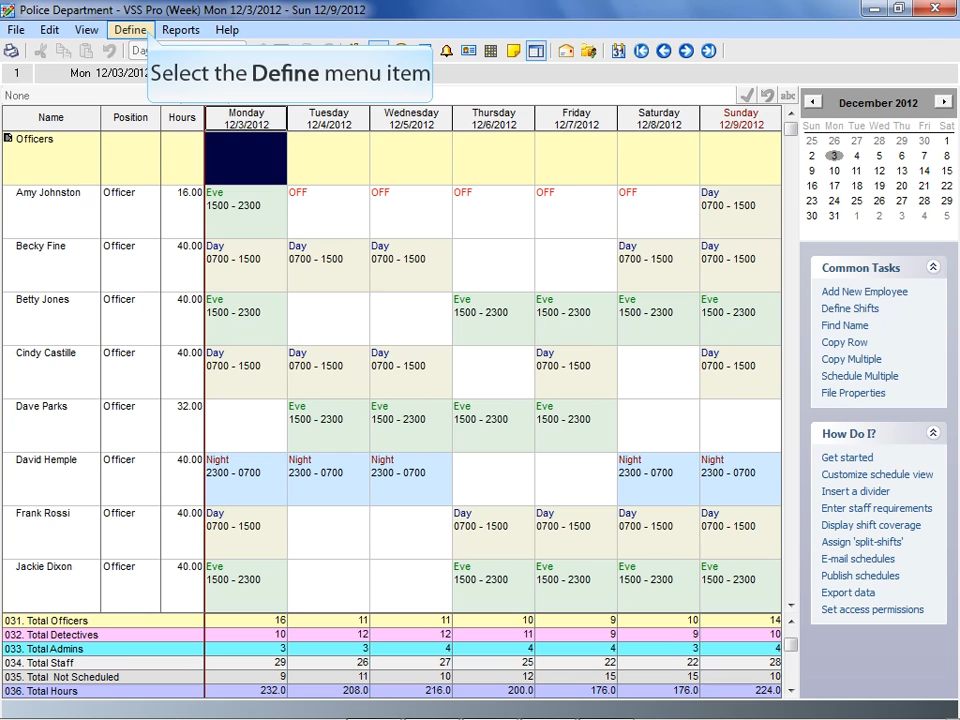 Police Department - VSS Pro (Week) Mon 12/3/2012 - Sun 12/9/2012
File Edit View Define Reports Help
Da
1 Mon 12/03/2012
Select the Define menu item
None
abc
Name Position Hours Monday 12/3/2012 Tuesday 12/4/2012 Wednesday 12/5/2012 Thursday 12/6/2012 Friday 12/7/2012 Saturday 12/8/2012 Sunday 12/9/2012
Officers
Amy Johnston Officer 16.00 Eve OFF OFF OFF OFF OFF Day
1500 - 2300 0700 - 1500
Becky Fine Officer 40.00 Day Day Day Day Day
0700 - 1500 0700 - 1500 0700 - 1500 0700 - 1500 0700 - 1500
Betty Jones Officer 40.00 Eve Eve Eve Eve Eve
1500 - 2300 1500 - 2300 1500 - 2300 1500 - 2300 1500 - 2300
Cindy Castille Officer 40.00 Day Day Day Day Day
0700 - 1500 0700 - 1500 0700 - 1500 0700 - 1500 0700 - 1500
Dave Parks Officer 32.00 Eve Eve Eve Eve
1500 - 2300 1500 - 2300 1500 - 2300 1500 - 2300
David Hemple Officer 40.00 Night Night Night Night Night
2300 - 0700 2300 - 0700 2300 - 0700 2300 - 0700 2300 - 0700
Frank Rossi Officer 40.00 Day Day Day Day Day
0700 - 1500 0700 - 1500 0700 - 1500 0700 - 1500 0700 - 1500
Jackie Dixon Officer 40.00 Eve Eve Eve Eve Eve
1500 - 2300 1500 - 2300 1500 - 2300 1500 - 2300 1500 - 2300
031. Total Officers 16 11 11 10 9 10 14
032. Total Detectives 10 12 12 11 9 9 10
033. Total Admins 3 3 4 4 4 3 4
034. Total Staff 29 26 27 25 22 22 28
035. Total Not Scheduled 9 11 10 12 15 15 10
036. Total Hours 232.0 208.0 216.0 200.0 176.0 176.0 224.0
December 2012
Sun Mon Tue Wed Thu Fri Sat
25 26 27 28 29 30 1
2 3 4 5 6 7 8
9 10 11 12 13 14 15
16 17 18 19 20 21 22
23 24 25 26 27 28 29
30 31 1 2 3 4 5
Common Tasks
Add New Employee
Define Shifts
Find Name
Copy Row
Copy Multiple
Schedule Multiple
File Properties
How Do I?
Get started
Customize schedule view
Insert a divider
Enter staff requirements
Display shift coverage
Assign 'split-shifts'
E-mail schedules
Publish schedules
Export data
Set access permissions